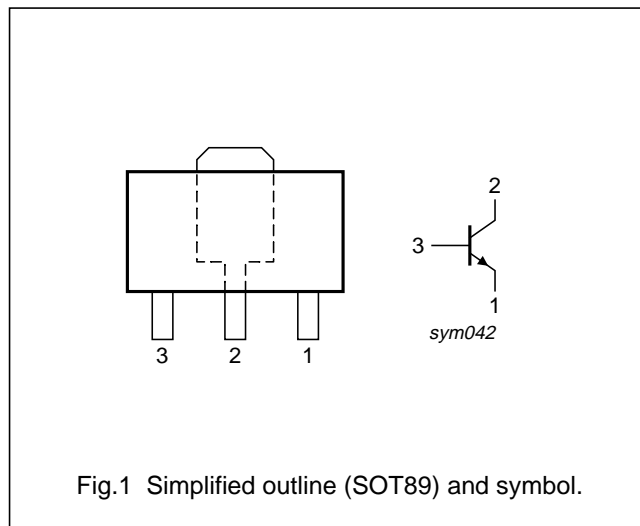 2
3
1
sym042
3 2 1
Fig.1 Simplified outline (SOT89) and symbol.